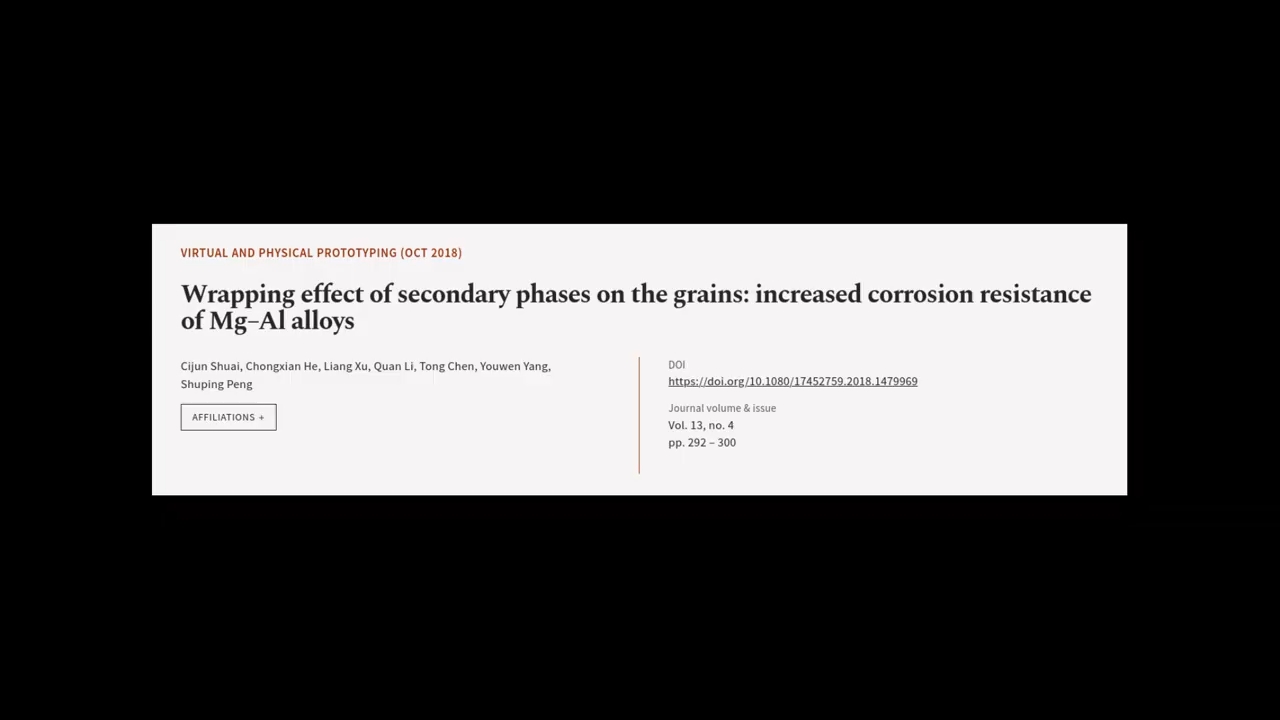 VIRTUAL AND PHYSICAL PROTOTYPING (OCT 2018)
Wrapping effect of secondary phases on the grains: increased corrosion resistance
of Mg–Al alloys
Cijun Shuai, Chongxian He, Liang Xu, Quan Li, Tong Chen, Youwen Yang,
Shuping Peng
AFFILIATIONS +
DOI
https://doi.org/10.1080/17452759.2018.1479969
Journal volume & issue
Vol. 13, no. 4
pp. 292 – 300